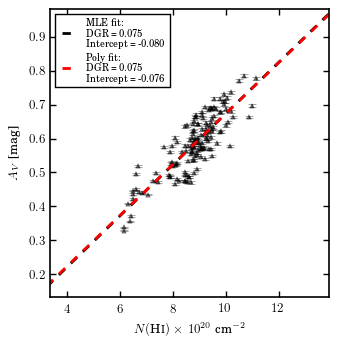 MLE fit:
DGR = 0.075
Intercept = -0.080
Poly fit:
DGR = 0.075
Intercept = -0.076
0.9
0.8
0.7
0.6
0.5
0.4
0.3
0.2
A_V [mag]
4 6 8 10 12
N(HI) × 10^20 cm^−2